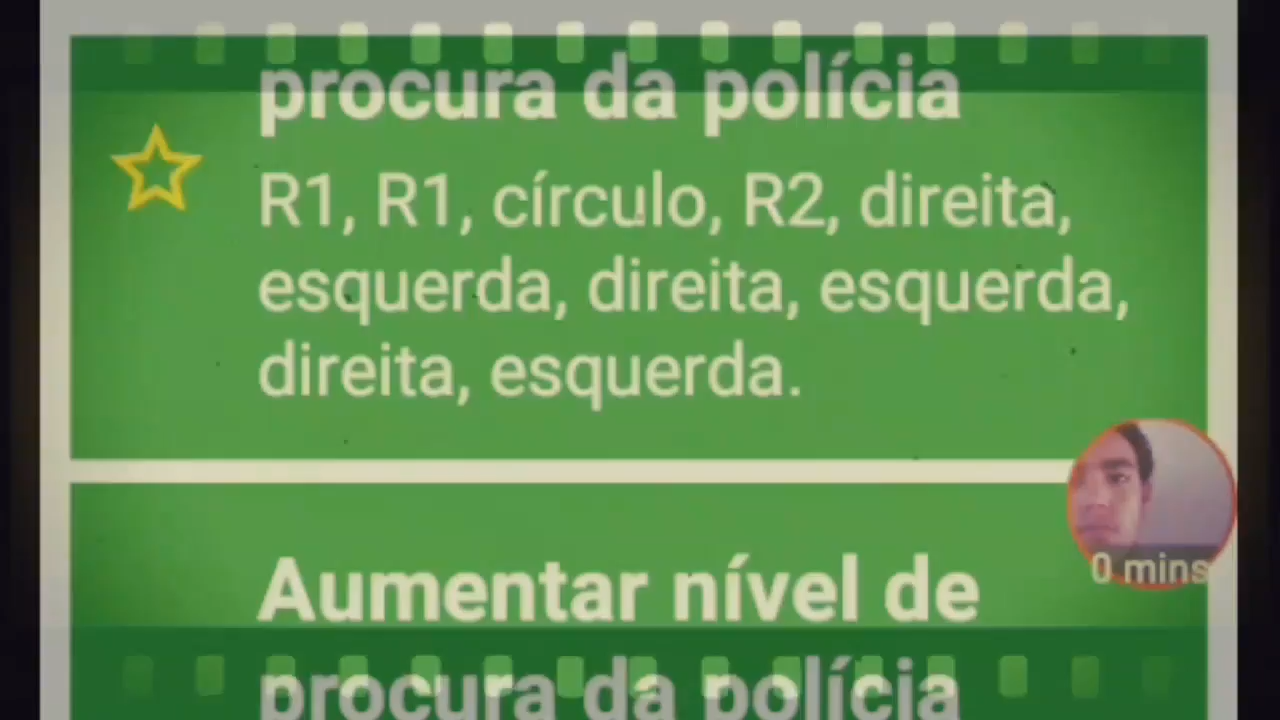 procura da polícia
R1, R1, círculo, R2, direita,
esquerda, direita, esquerda,
direita, esquerda.
0 mins
Aumentar nível de
procura da polícia